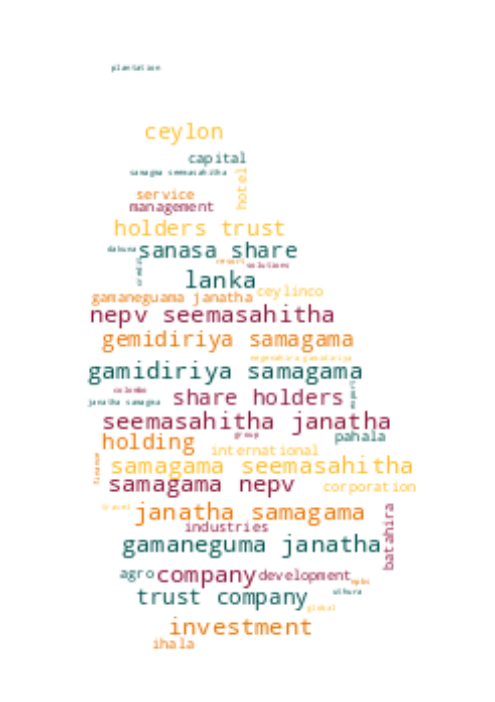 plantation
ceylon
capital
samagma seemasahitha
hotel
service
management
holders trust
dakuna
sanasa share
resort
solutions
credit
lanka
ceylinco
gamaneguama janatha
nepv seemasahitha
gemidiriya samagama
gamidiriya samagama
colombo
share holders
export
janatha samagma
seemasahitha janatha
group
pahala
holding
international
finance
samagama seemasahitha
samagama nepv
corporation
travel
janatha samagama
industries
batahira
gamaneguma janatha
agro
company
development
trust company
uthura
global
investment
ihala